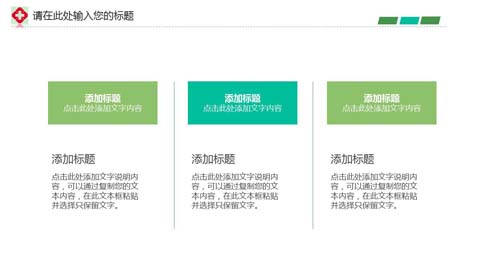 请在此处输入您的标题
添加标题
点击此处添加文字内容
添加标题
点击此处添加文字内容
添加标题
点击此处添加文字内容
添加标题
点击此处添加文字说明内
容，可以通过复制您的文
本内容，在此文本框粘贴
并选择只保留文字。
添加标题
点击此处添加文字说明内
容，可以通过复制您的文
本内容，在此文本框粘贴
并选择只保留文字。
添加标题
点击此处添加文字说明内
容，可以通过复制您的文
本内容，在此文本框粘贴
并选择只保留文字。